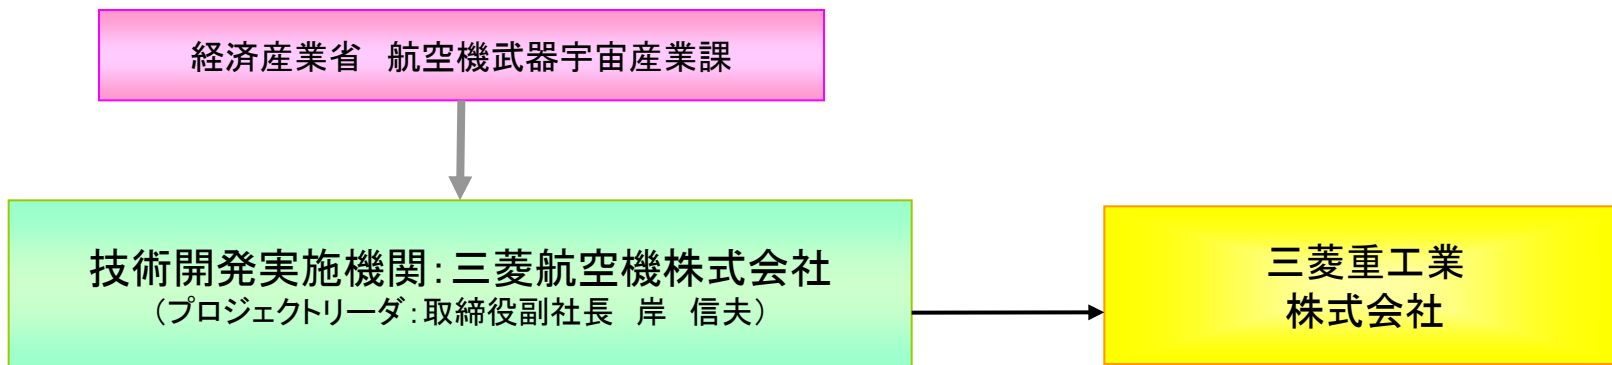 経済産業省　航空機武器宇宙産業課
技術開発実施機関：三菱航空機株式会社
（プロジェクトリーダ：取締役副社長　岸　信夫）
三菱重工業
株式会社